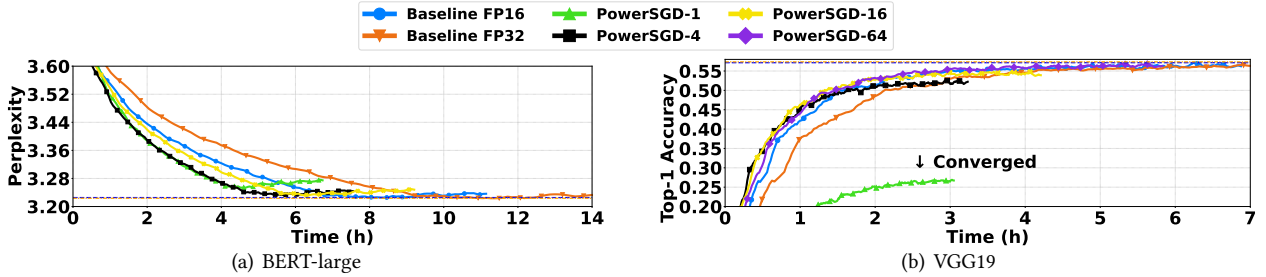 Baseline FP16 PowerSGD-1 PowerSGD-16
Baseline FP32 PowerSGD-4 PowerSGD-64
3.60
3.52
3.44
3.36
3.28
3.20
Perplexity
0 2 4 6 8 10 12 14
Time (h)
(a) BERT-large
0.55
0.50
0.45
0.40
0.35
0.30
0.25
0.20
Top-1 Accuracy
↓ Converged
0 1 2 3 4 5 6 7
Time (h)
(b) VGG19